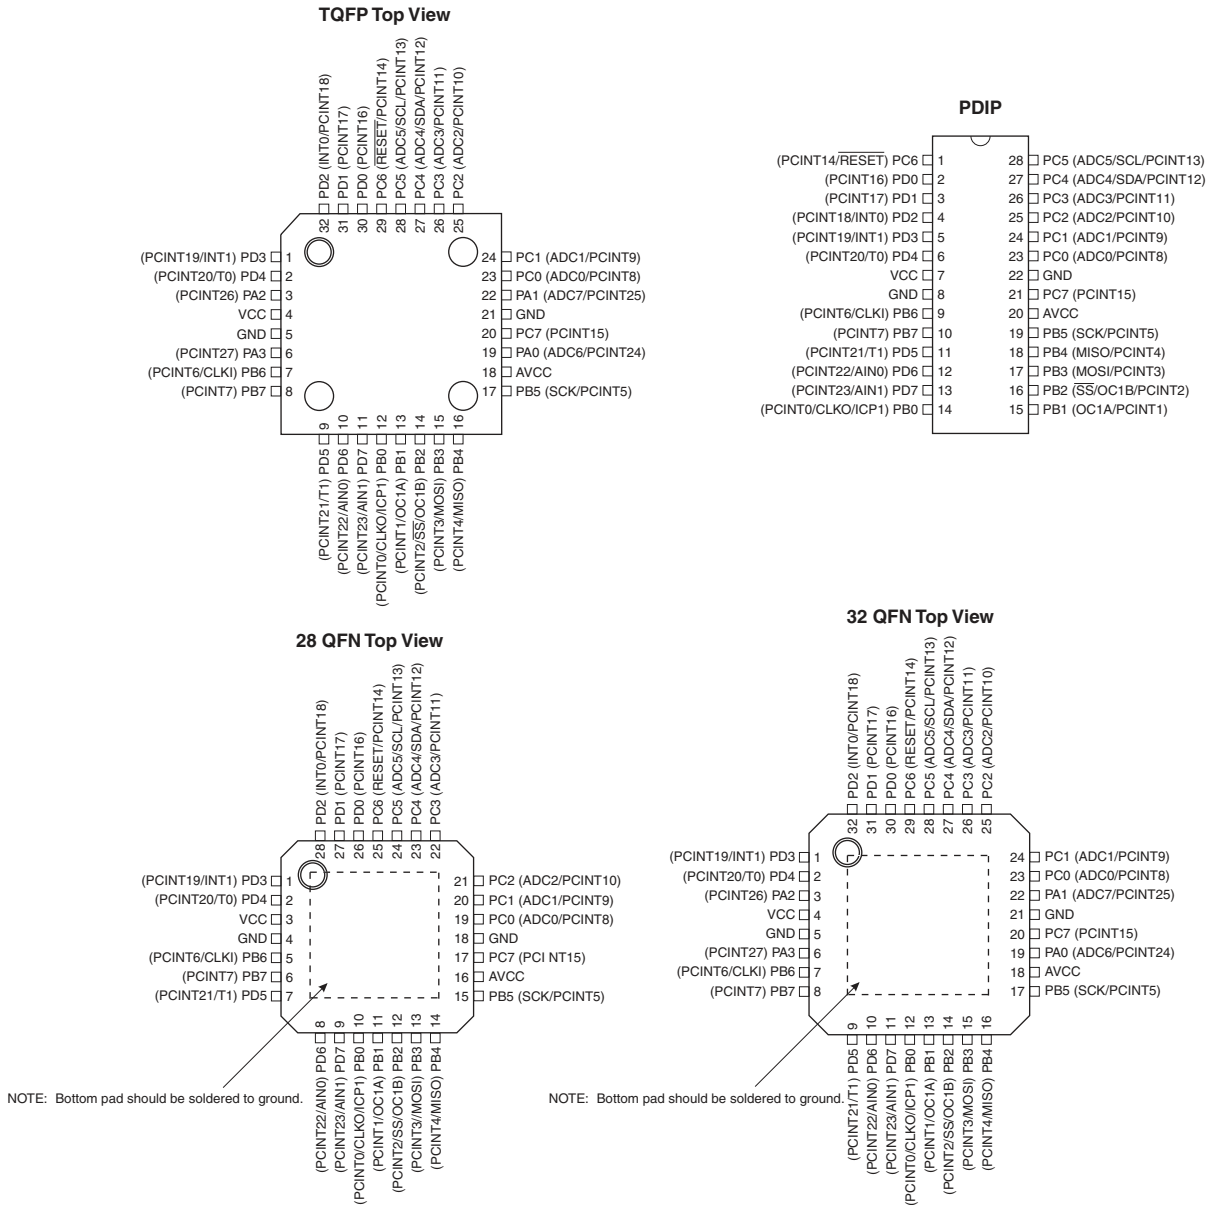 TQFP Top View
32 PD2 (INT0/PCINT18)
31 PD1 (PCINT17)
30 PD0 (PCINT16)
29 PC6 (RESET/PCINT14)
28 PC5 (ADC5/SCL/PCINT13)
27 PC4 (ADC4/SDA/PCINT12)
26 PC3 (ADC3/PCINT11)
25 PC2 (ADC2/PCINT10)
(PCINT19/INT1) PD3 1
(PCINT20/T0) PD4 2
(PCINT26) PA2 3
VCC 4
GND 5
(PCINT27) PA3 6
(PCINT6/CLKI) PB6 7
(PCINT7) PB7 8
24 PC1 (ADC1/PCINT9)
23 PC0 (ADC0/PCINT8)
22 PA1 (ADC7/PCINT25)
21 GND
20 PC7 (PCINT15)
19 PA0 (ADC6/PCINT24)
18 AVCC
17 PB5 (SCK/PCINT5)
(PCINT21/T1) PD5 9
(PCINT22/AIN0) PD6 10
(PCINT23/AIN1) PD7 11
(PCINT0/CLKO/ICP1) PB0 12
(PCINT1/OC1A) PB1 13
(PCINT2/SS/OC1B) PB2 14
(PCINT3/MOSI) PB3 15
(PCINT4/MISO) PB4 16
PDIP
(PCINT14/RESET) PC6 1
(PCINT16) PD0 2
(PCINT17) PD1 3
(PCINT18/INT0) PD2 4
(PCINT19/INT1) PD3 5
(PCINT20/T0) PD4 6
VCC 7
GND 8
(PCINT6/CLKI) PB6 9
(PCINT7) PB7 10
(PCINT21/T1) PD5 11
(PCINT22/AIN0) PD6 12
(PCINT23/AIN1) PD7 13
(PCINT0/CLKO/ICP1) PB0 14
28 PC5 (ADC5/SCL/PCINT13)
27 PC4 (ADC4/SDA/PCINT12)
26 PC3 (ADC3/PCINT11)
25 PC2 (ADC2/PCINT10)
24 PC1 (ADC1/PCINT9)
23 PC0 (ADC0/PCINT8)
22 GND
21 PC7 (PCINT15)
20 AVCC
19 PB5 (SCK/PCINT5)
18 PB4 (MISO/PCINT4)
17 PB3 (MOSI/PCINT3)
16 PB2 (SS/OC1B/PCINT2)
15 PB1 (OC1A/PCINT1)
28 QFN Top View
28 PD2 (INT0/PCINT18)
27 PD1 (PCINT17)
26 PD0 (PCINT16)
25 PC6 (RESET/PCINT14)
24 PC5 (ADC5/SCL/PCINT13)
23 PC4 (ADC4/SDA/PCINT12)
22 PC3 (ADC3/PCINT11)
(PCINT19/INT1) PD3 1
(PCINT20/T0) PD4 2
VCC 3
GND 4
(PCINT6/CLKI) PB6 5
(PCINT7) PB7 6
(PCINT21/T1) PD5 7
21 PC2 (ADC2/PCINT10)
20 PC1 (ADC1/PCINT9)
19 PC0 (ADC0/PCINT8)
18 GND
17 PC7 (PCI NT15)
16 AVCC
15 PB5 (SCK/PCINT5)
(PCINT22/AIN0) PD6 8
(PCINT23/AIN1) PD7 9
(PCINT0/CLKO/ICP1) PB0 10
(PCINT1/OC1A) PB1 11
(PCINT2/SS/OC1B) PB2 12
(PCINT3//MOSI) PB3 13
(PCINT4/MISO) PB4 14
NOTE: Bottom pad should be soldered to ground.
32 QFN Top View
32 PD2 (INT0/PCINT18)
31 PD1 (PCINT17)
30 PD0 (PCINT16)
29 PC6 (RESET/PCINT14)
28 PC5 (ADC5/SCL/PCINT13)
27 PC4 (ADC4/SDA/PCINT12)
26 PC3 (ADC3/PCINT11)
25 PC2 (ADC2/PCINT10)
(PCINT19/INT1) PD3 1
(PCINT20/T0) PD4 2
(PCINT26) PA2 3
VCC 4
GND 5
(PCINT27) PA3 6
(PCINT6/CLKI) PB6 7
(PCINT7) PB7 8
24 PC1 (ADC1/PCINT9)
23 PC0 (ADC0/PCINT8)
22 PA1 (ADC7/PCINT25)
21 GND
20 PC7 (PCINT15)
19 PA0 (ADC6/PCINT24)
18 AVCC
17 PB5 (SCK/PCINT5)
(PCINT21/T1) PD5 9
(PCINT22/AIN0) PD6 10
(PCINT23/AIN1) PD7 11
(PCINT0/CLKO/ICP1) PB0 12
(PCINT1/OC1A) PB1 13
(PCINT2/SS/OC1B) PB2 14
(PCINT3/MOSI) PB3 15
(PCINT4/MISO) PB4 16
NOTE: Bottom pad should be soldered to ground.